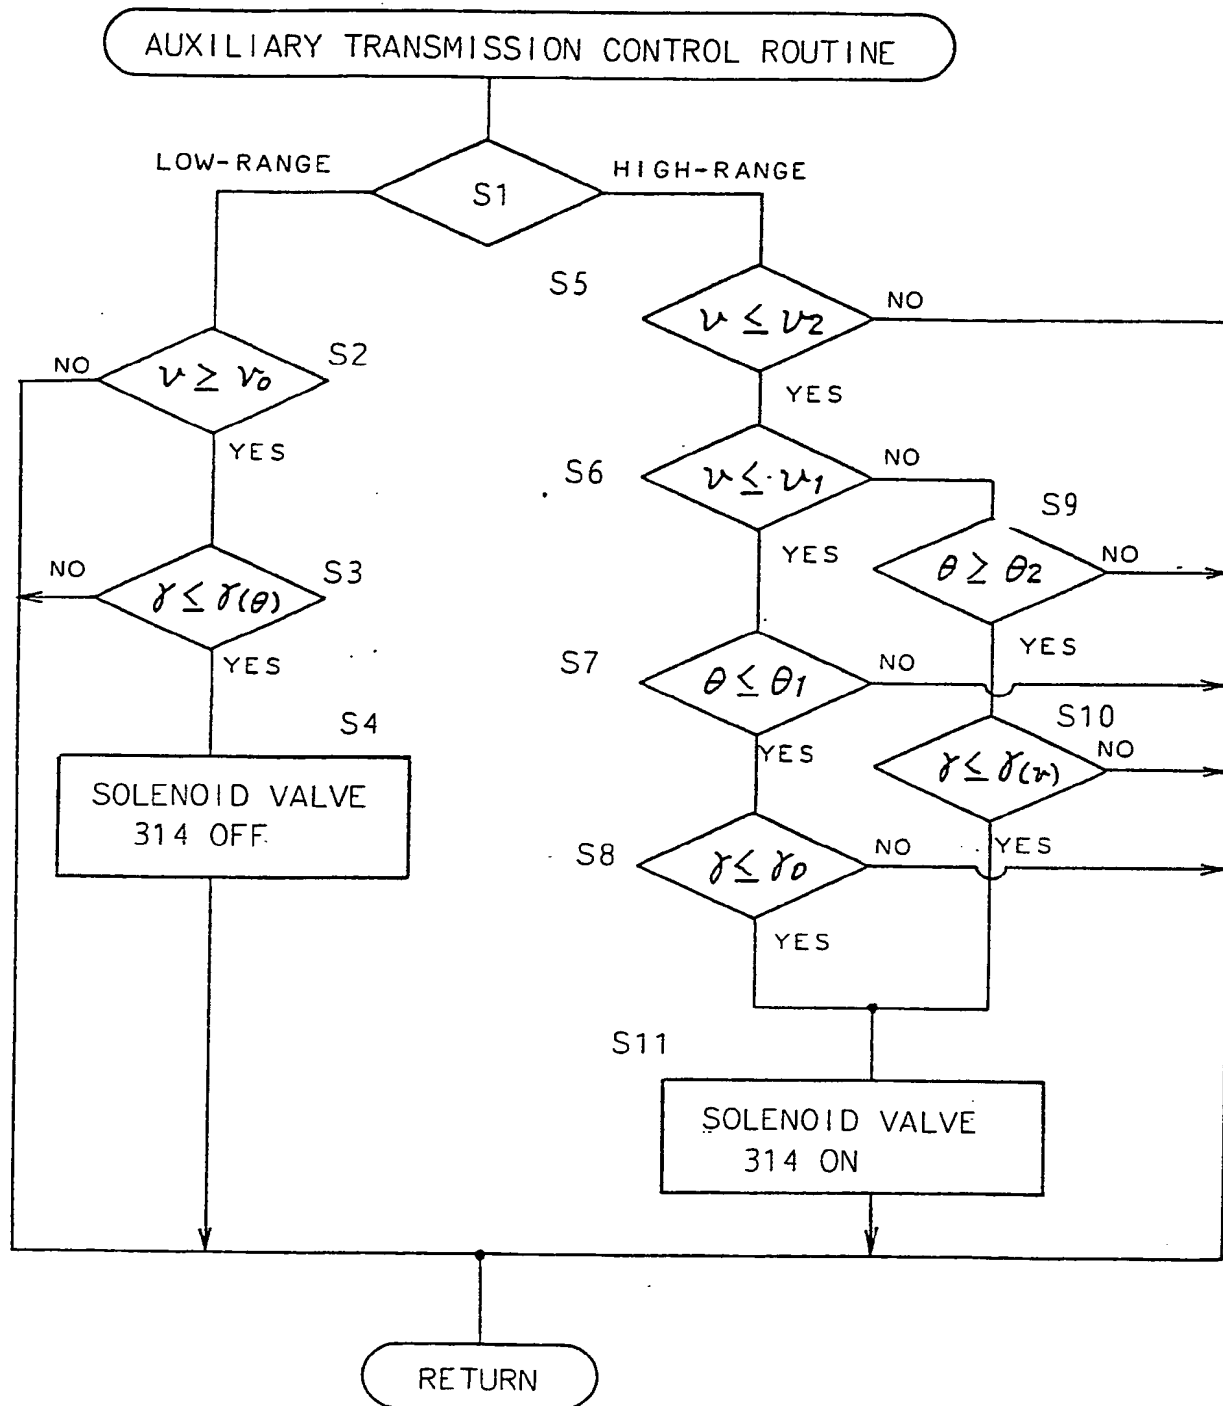 AUXILIARY TRANSMISSION CONTROL ROUTINE
LOW-RANGE
HIGH-RANGE
S1
S5
ν ≤ ν2
NO
YES
S2
NO
ν ≥ ν0
YES
S6
ν ≤ ν1
NO
YES
S9
θ ≥ θ2
NO
YES
S3
NO
γ ≤ γ(θ)
YES
S7
θ ≤ θ1
NO
YES
S10
γ ≤ γ(ν)
NO
YES
S4
SOLENOID VALVE
314 OFF
S8
γ ≤ γ0
NO
YES
S11
SOLENOID VALVE
314 ON
RETURN